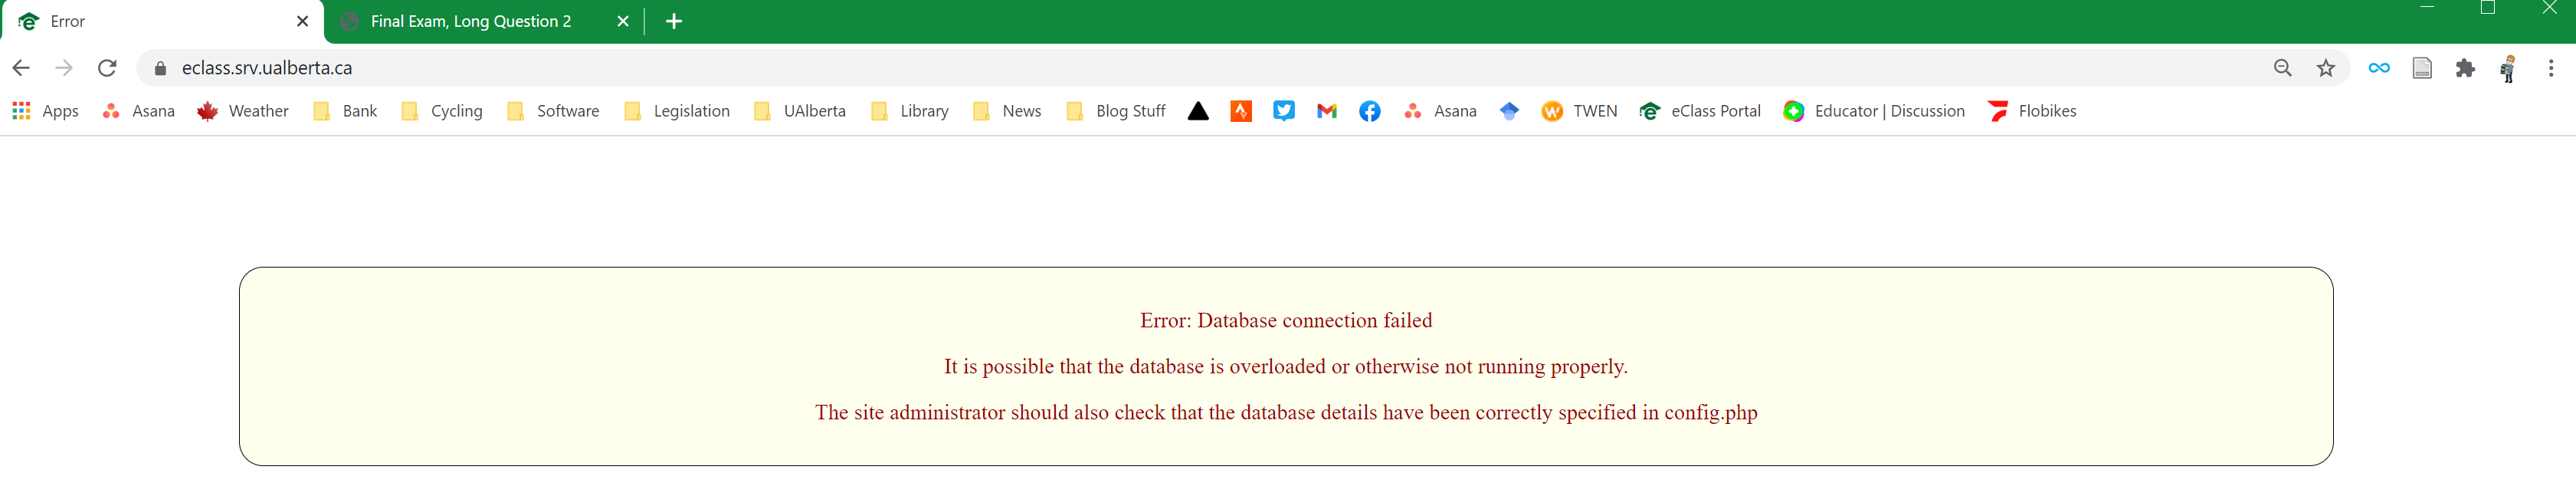 Error
Final Exam, Long Question 2
eclass.srv.ualberta.ca
Apps Asana Weather Bank Cycling Software Legislation UAlberta Library News Blog Stuff Asana TWEN eClass Portal Educator | Discussion Flobikes
Error: Database connection failed
It is possible that the database is overloaded or otherwise not running properly.
The site administrator should also check that the database details have been correctly specified in config.php